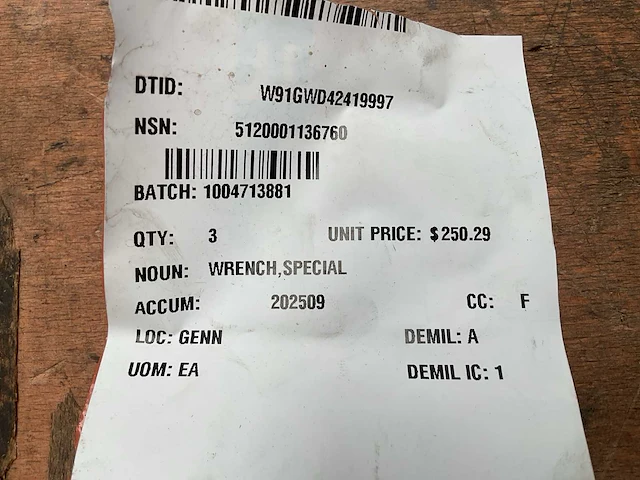 DTID: W91GWD42419997
NSN: 5120001136760
BATCH: 1004713881
QTY: 3 UNIT PRICE: $250.29
NOUN: WRENCH,SPECIAL
ACCUM: 202509 CC: F
LOC: GENN DEMIL: A
UOM: EA DEMIL IC: 1